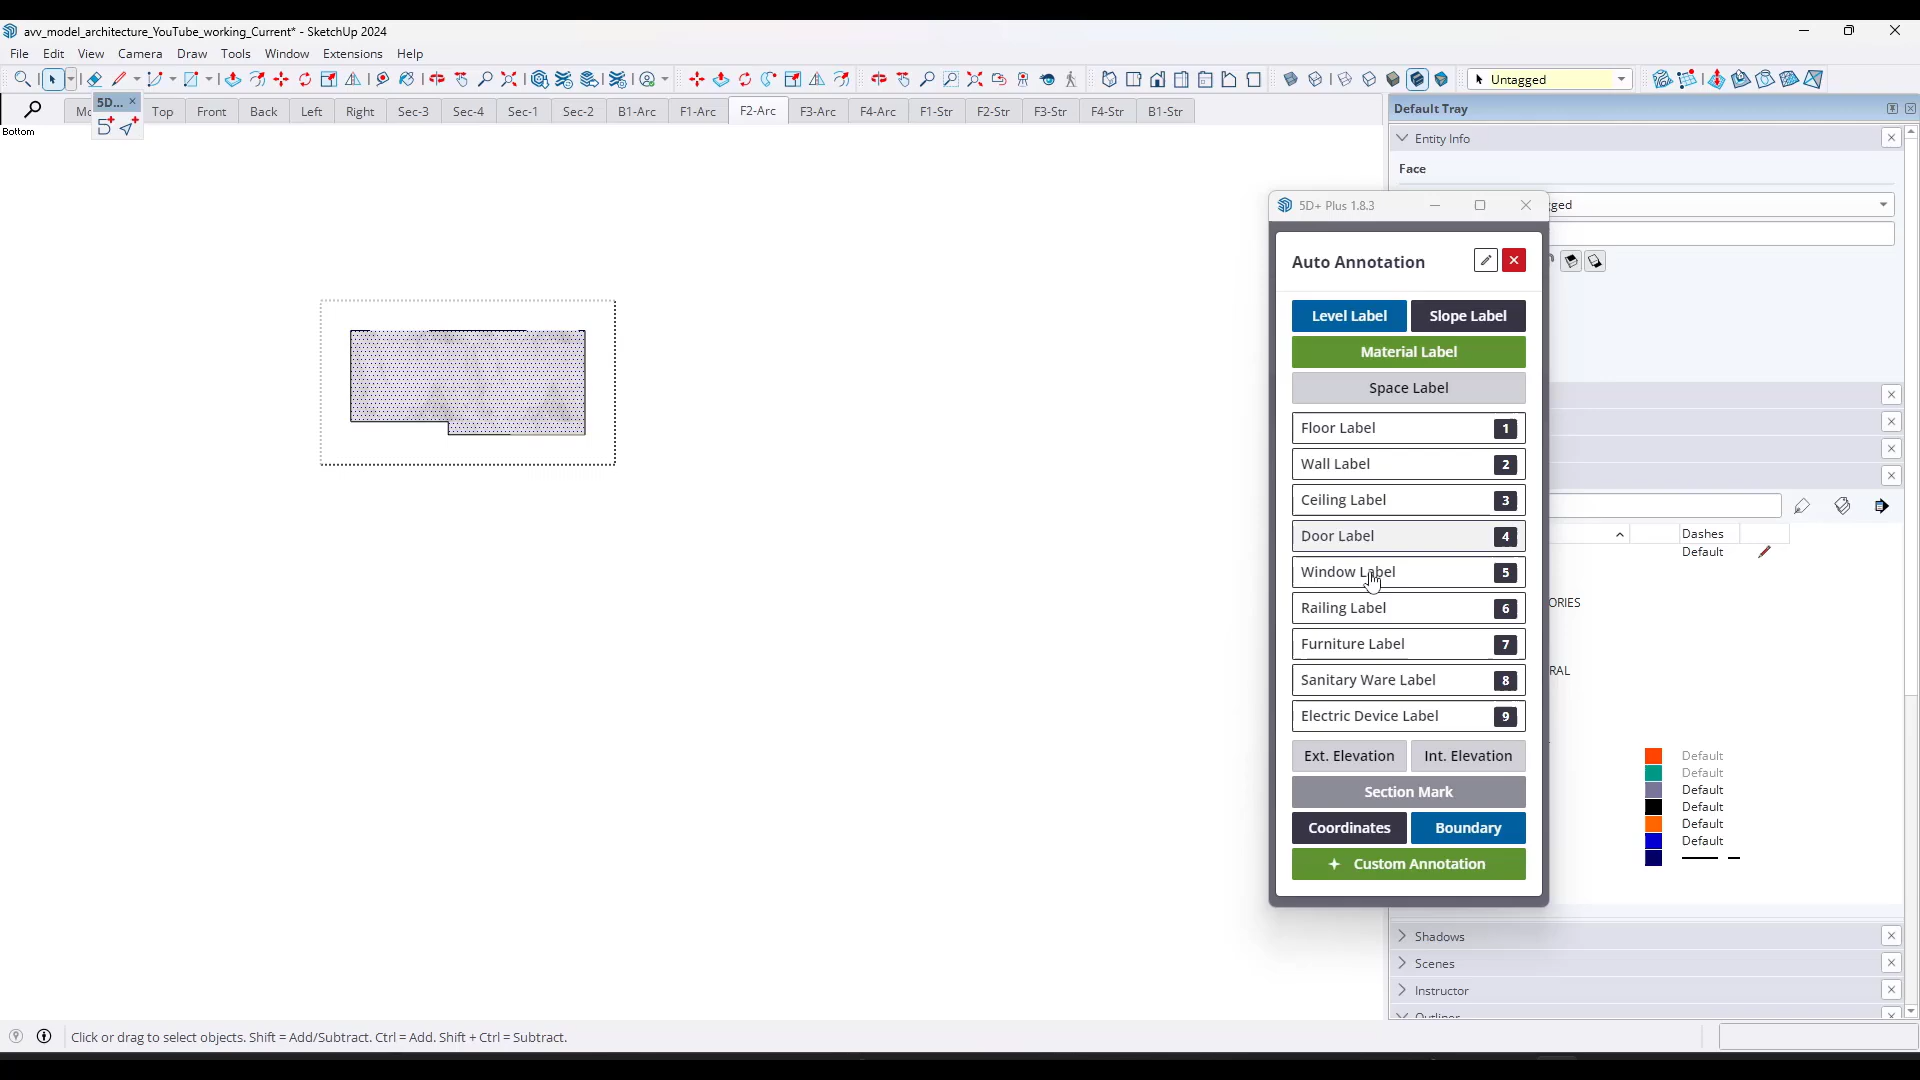 avv_model_architecture_YouTube_working_Current* - SketchUp 2024
File Edit View Camera Draw Tools Window Extensions Help
Untagged
5D...
Top Front Back Left Right Sec-3 Sec-4 Sec-1 Sec-2 B1-Arc F1-Arc F2-Arc F3-Arc F4-Arc F1-Str F2-Str F3-Str F4-Str B1-Str
Bottom
Default Tray
Entity Info
Face
5D+ Plus 1.8.3
Auto Annotation
Level Label
Slope Label
Material Label
Space Label
Floor Label 1
Wall Label 2
Ceiling Label 3
Door Label 4
Window Label 5
Railing Label 6
Furniture Label 7
Sanitary Ware Label 8
Electric Device Label 9
Ext. Elevation
Int. Elevation
Section Mark
Coordinates
Boundary
+ Custom Annotation
Dashes
Default
Default
Default
Default
Default
Default
Default
Shadows
Scenes
Instructor
Outliner
Click or drag to select objects. Shift = Add/Subtract. Ctrl = Add. Shift + Ctrl = Subtract.